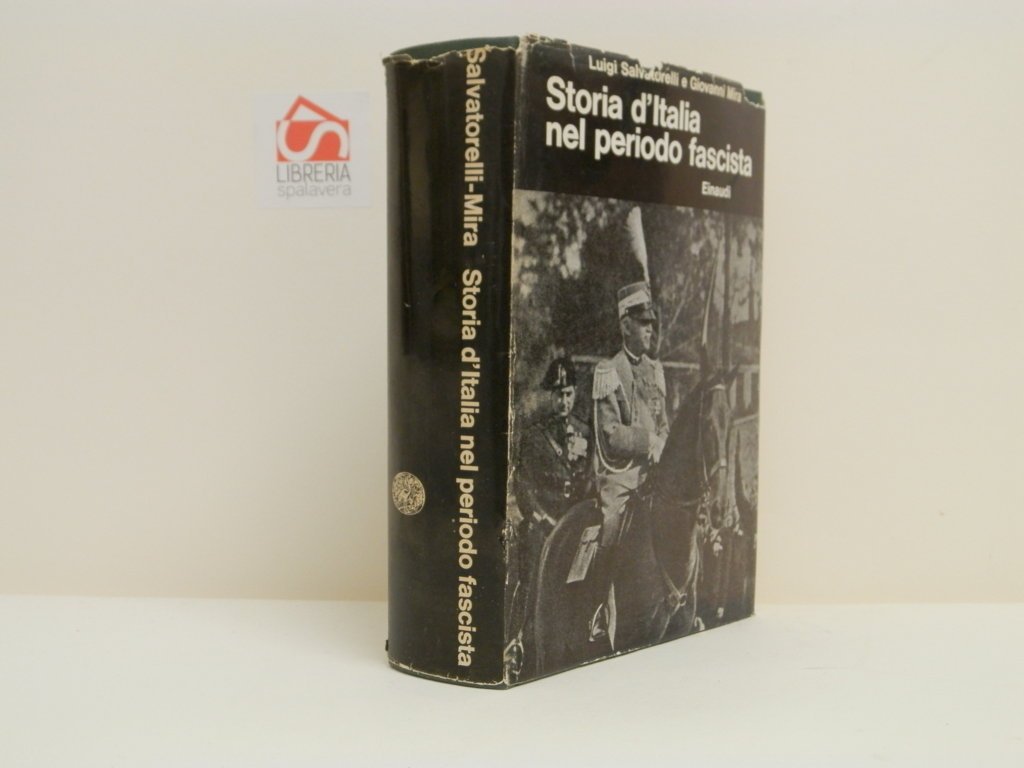 LIBRERIA
spalavera
Salvatorelli-Mira Storia d'Italia nel periodo fascista
Luigi Salvatorelli e Giovanni Mira
Storia d'Italia
nel periodo fascista
Einaudi